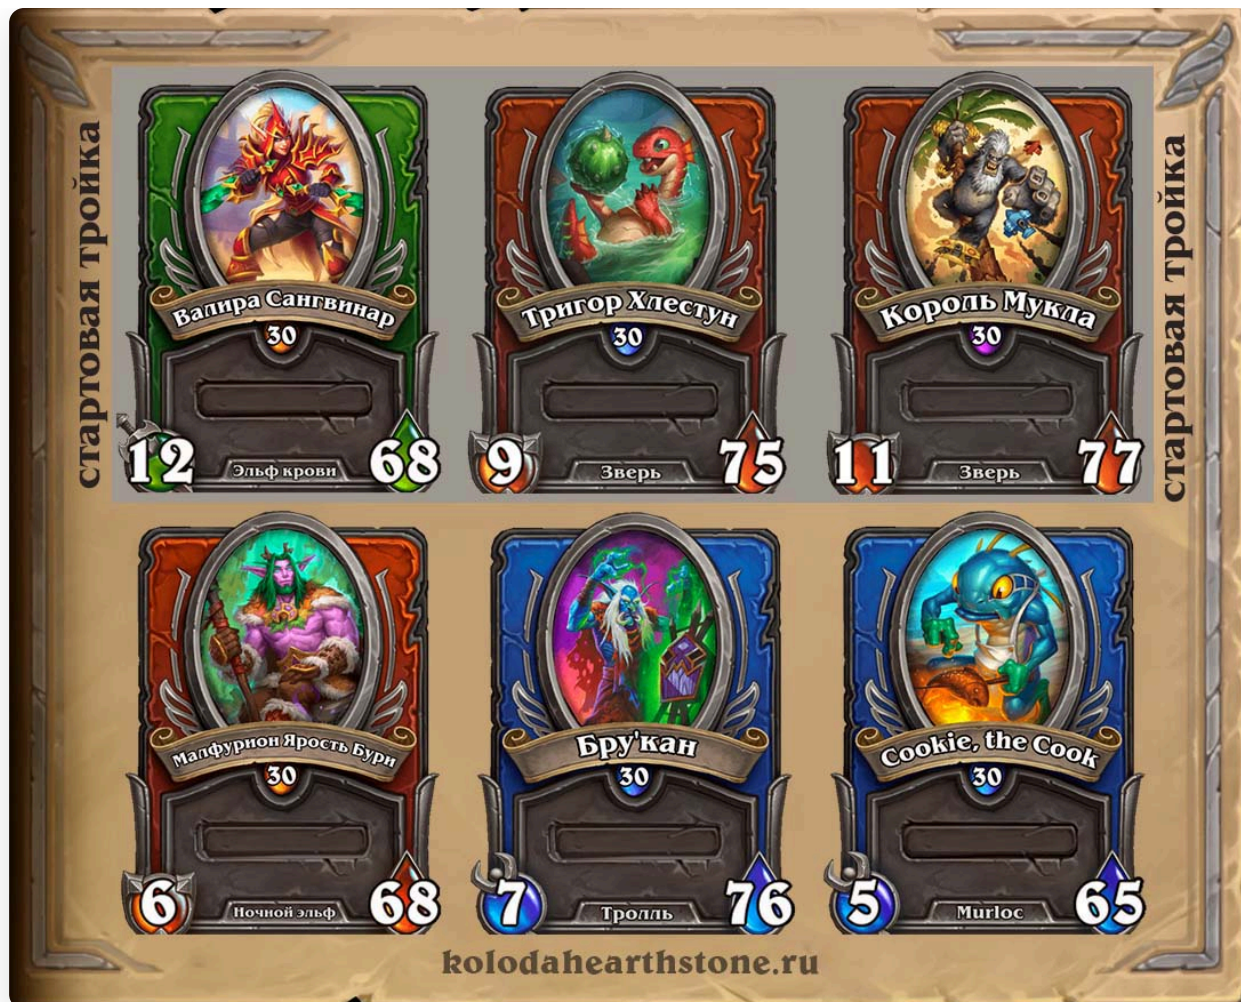 стартовая тройка
стартовая тройка
Валира Сангвинар
30
12
Эльф крови
68
Тригор Хлестун
30
9
Зверь
75
Король Мукла
30
11
Зверь
77
Малфурион Ярость Бури
30
6
Ночной эльф
68
Бру'кан
30
7
Тролль
76
Cookie, the Cook
30
5
Murloc
65
kolodahearthstone.ru